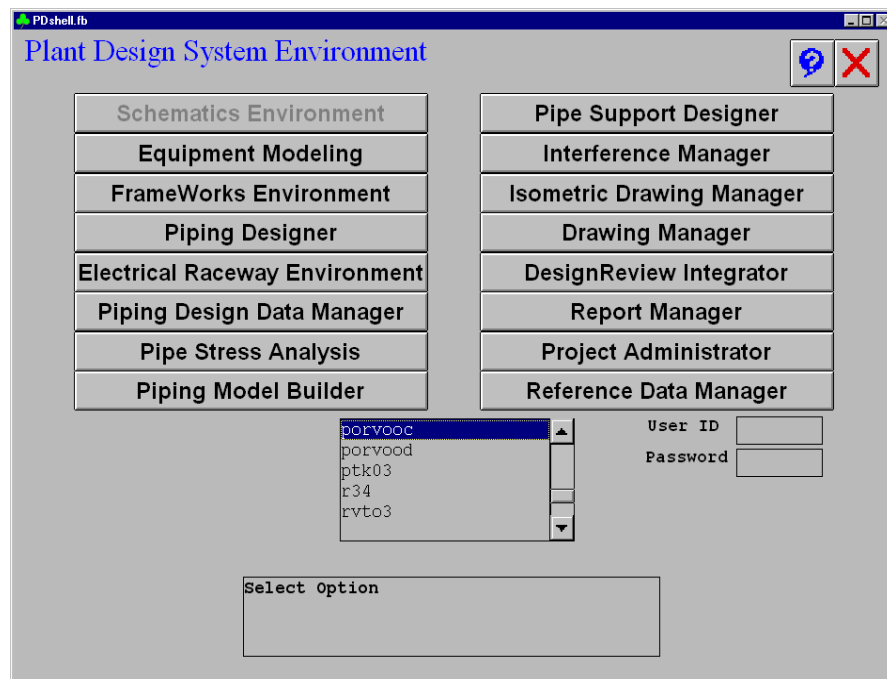 PDshell.fb
Plant Design System Environment
Schematics Environment
Equipment Modeling
FrameWorks Environment
Piping Designer
Electrical Raceway Environment
Piping Design Data Manager
Pipe Stress Analysis
Piping Model Builder
Pipe Support Designer
Interference Manager
Isometric Drawing Manager
Drawing Manager
DesignReview Integrator
Report Manager
Project Administrator
Reference Data Manager
porvooc
porvood
ptk03
r34
rvto3
User ID
Password
Select Option